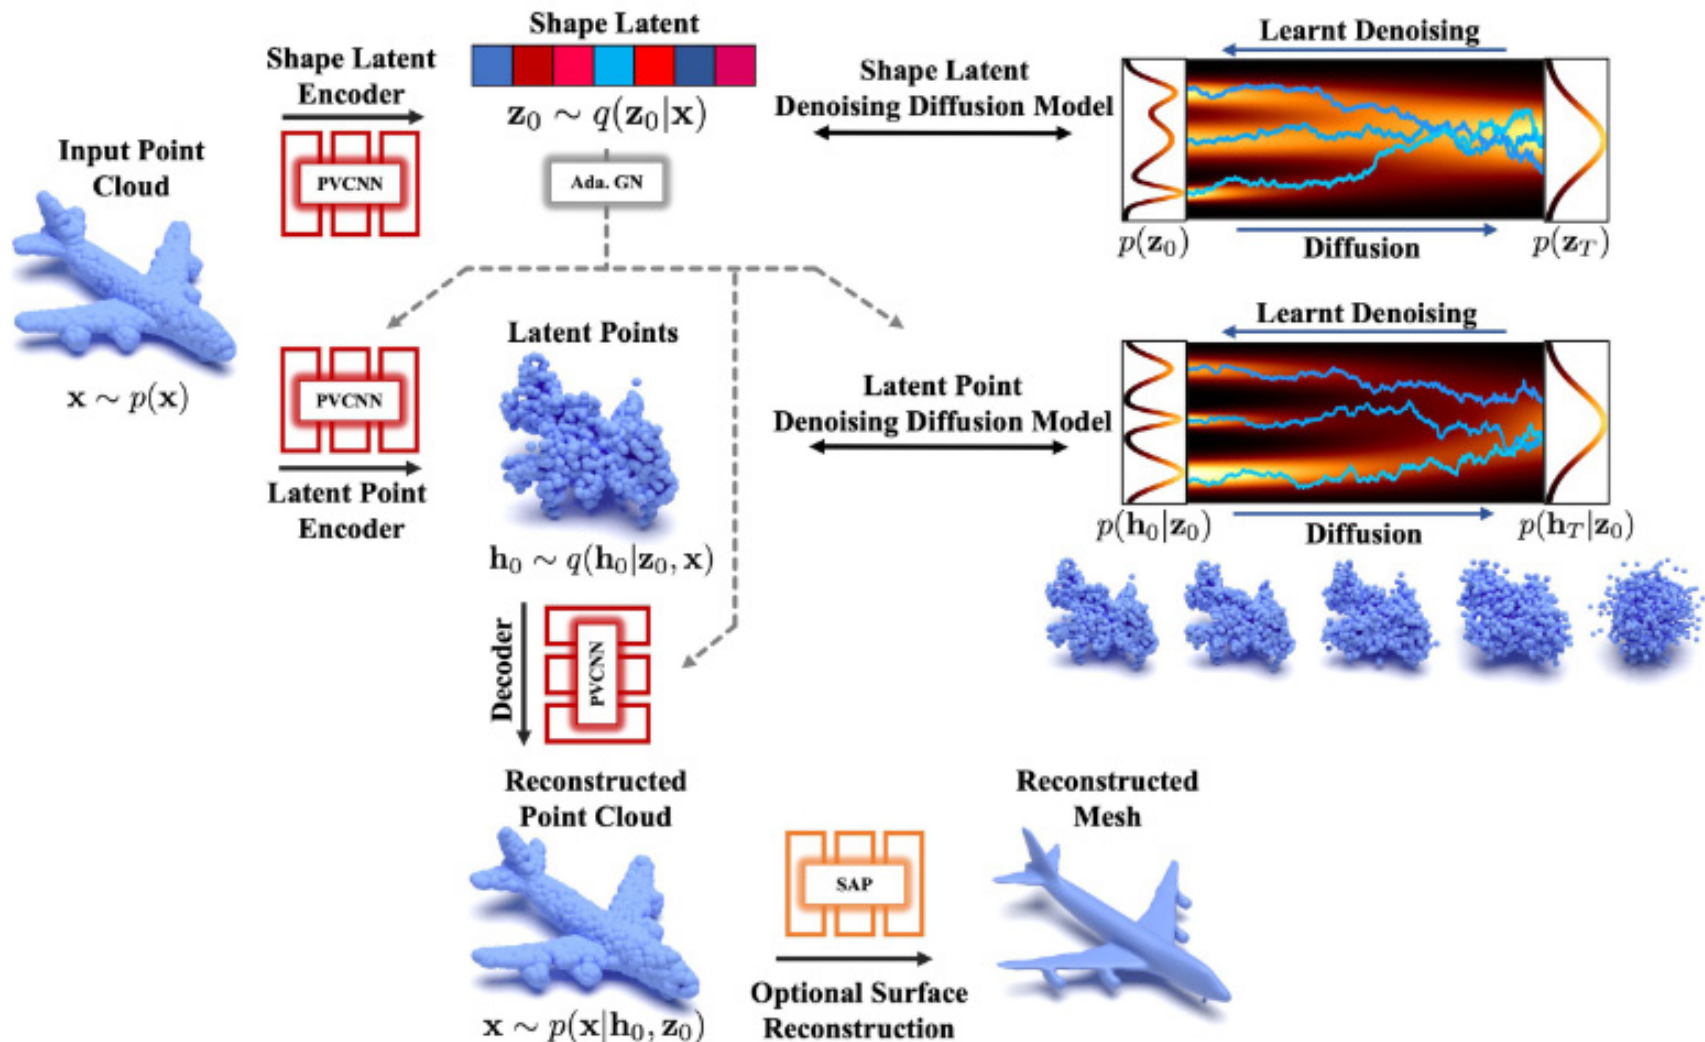 Shape Latent
Shape Latent
Encoder
z₀ ~ q(z₀|x)
PVCNN
Ada. GN
Input Point
Cloud
x ~ p(x)
Shape Latent
Denoising Diffusion Model
Learnt Denoising
p(z₀)
Diffusion
p(z_T)
PVCNN
Latent Point
Encoder
Latent Points
h₀ ~ q(h₀|z₀, x)
Latent Point
Denoising Diffusion Model
Learnt Denoising
p(h₀|z₀)
Diffusion
p(h_T|z₀)
Decoder
PVCNN
Reconstructed
Point Cloud
x ~ p(x|h₀, z₀)
SAP
Optional Surface
Reconstruction
Reconstructed
Mesh